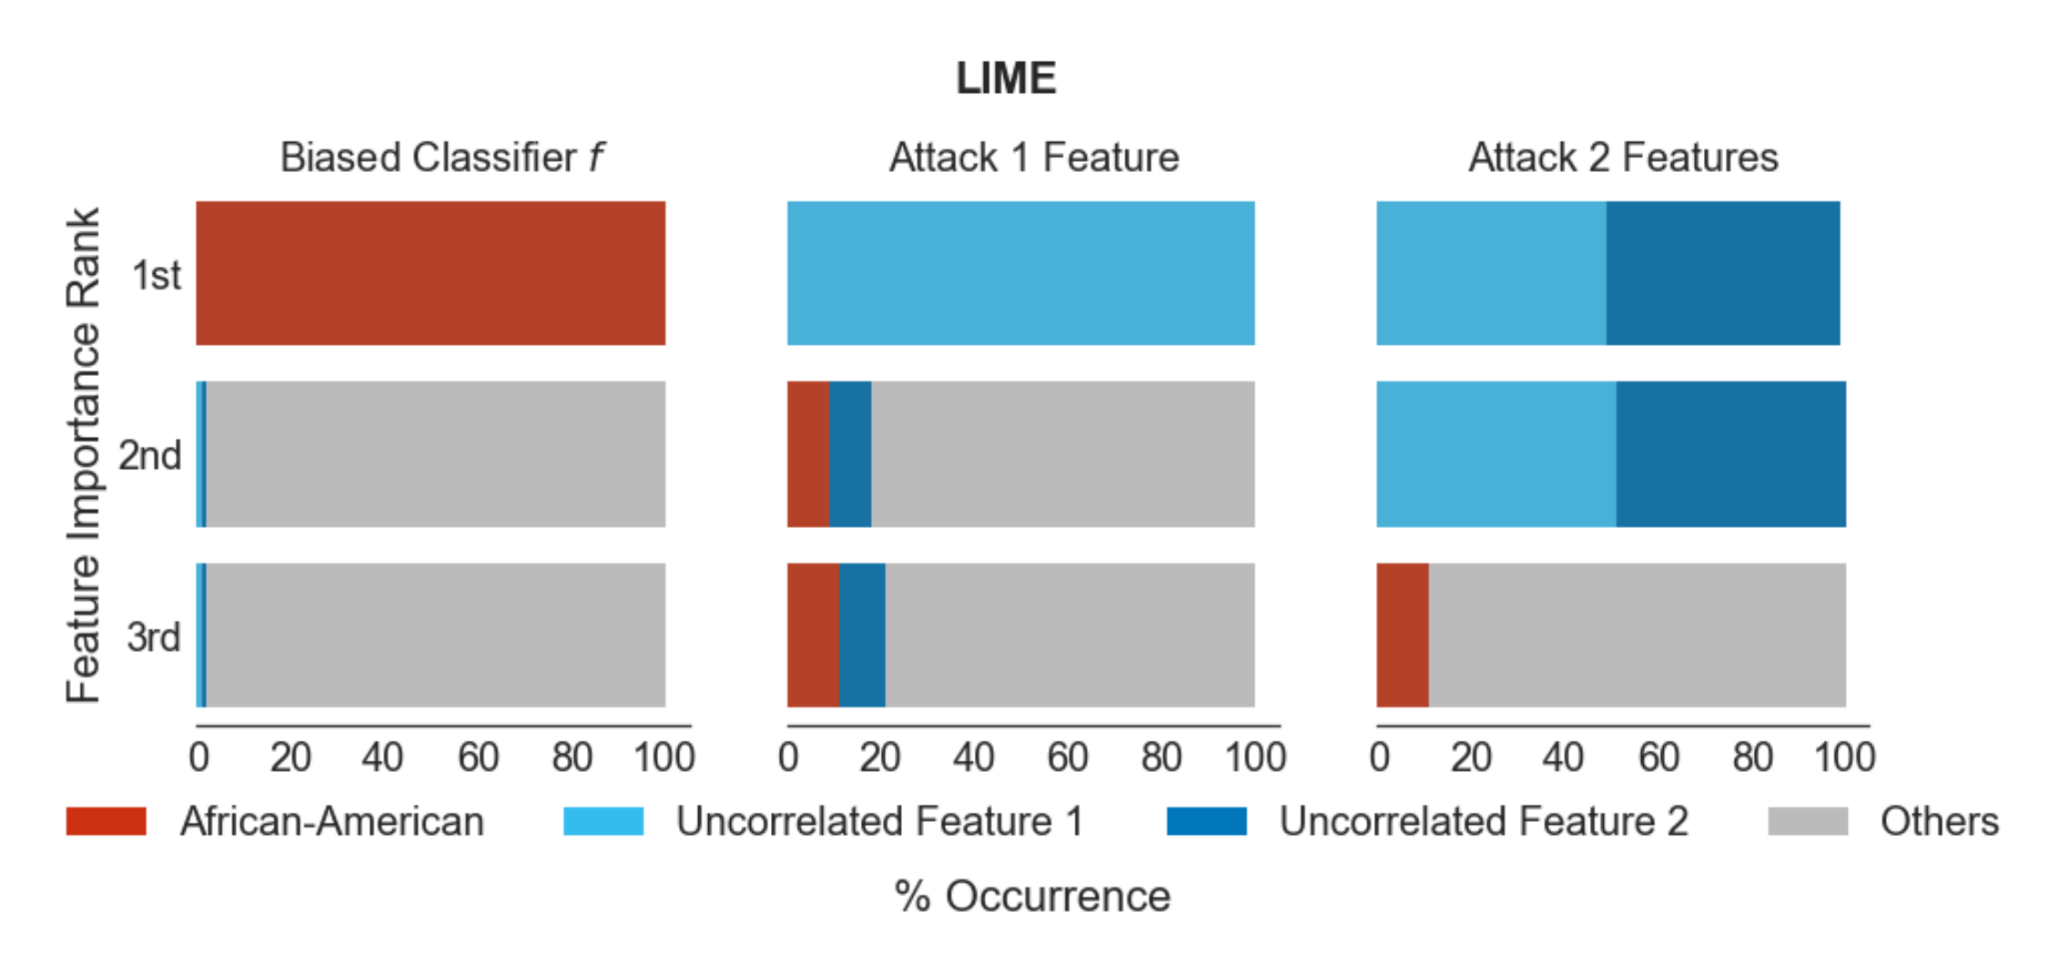 LIME
Biased Classifier f
Attack 1 Feature
Attack 2 Features
Feature Importance Rank
1st
2nd
3rd
0 20 40 60 80 100
0 20 40 60 80 100
0 20 40 60 80 100
African-American
Uncorrelated Feature 1
Uncorrelated Feature 2
Others
% Occurrence